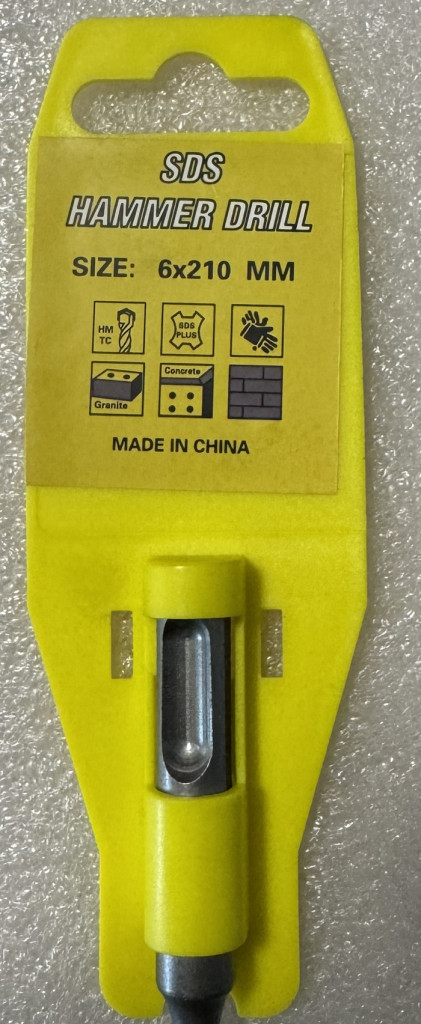 SDS
HAMMER DRILL
SIZE: 6x210 MM
HM
TC
SDS
PLUS
Granite
Concrete
MADE IN CHINA